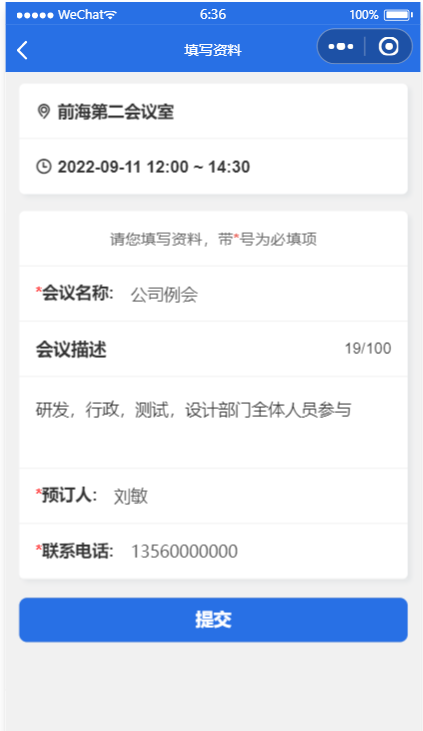 WeChat 6:36 100%
填写资料
前海第二会议室
2022-09-11 12:00 ~ 14:30
请您填写资料，带*号为必填项
*会议名称: 公司例会
会议描述 19/100
研发，行政，测试，设计部门全体人员参与
*预订人: 刘敏
*联系电话: 13560000000
提交